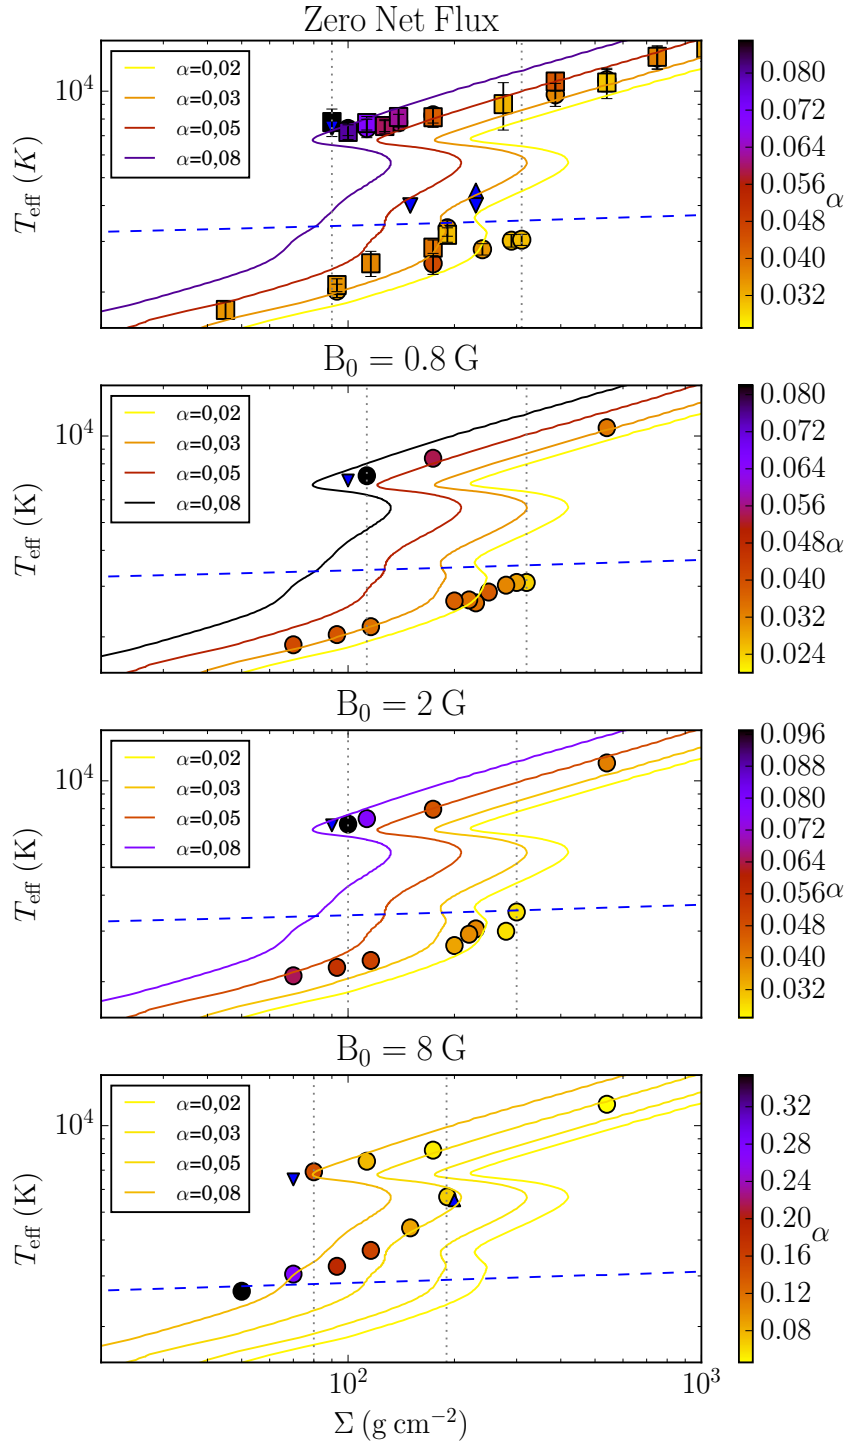 Zero Net Flux
α=0,02
α=0,03
α=0,05
α=0,08
10⁴
T_eff (K)
0.080
0.072
0.064
0.056
0.048
0.040
0.032
α
B₀ = 0.8 G
α=0,02
α=0,03
α=0,05
α=0,08
10⁴
T_eff (K)
0.080
0.072
0.064
0.056
0.048
0.040
0.032
0.024
α
B₀ = 2 G
α=0,02
α=0,03
α=0,05
α=0,08
10⁴
T_eff (K)
0.096
0.088
0.080
0.072
0.064
0.056
0.048
0.040
0.032
α
B₀ = 8 G
α=0,02
α=0,03
α=0,05
α=0,08
10⁴
T_eff (K)
0.32
0.28
0.24
0.20
0.16
0.12
0.08
α
10² 10³
Σ (g cm⁻²)